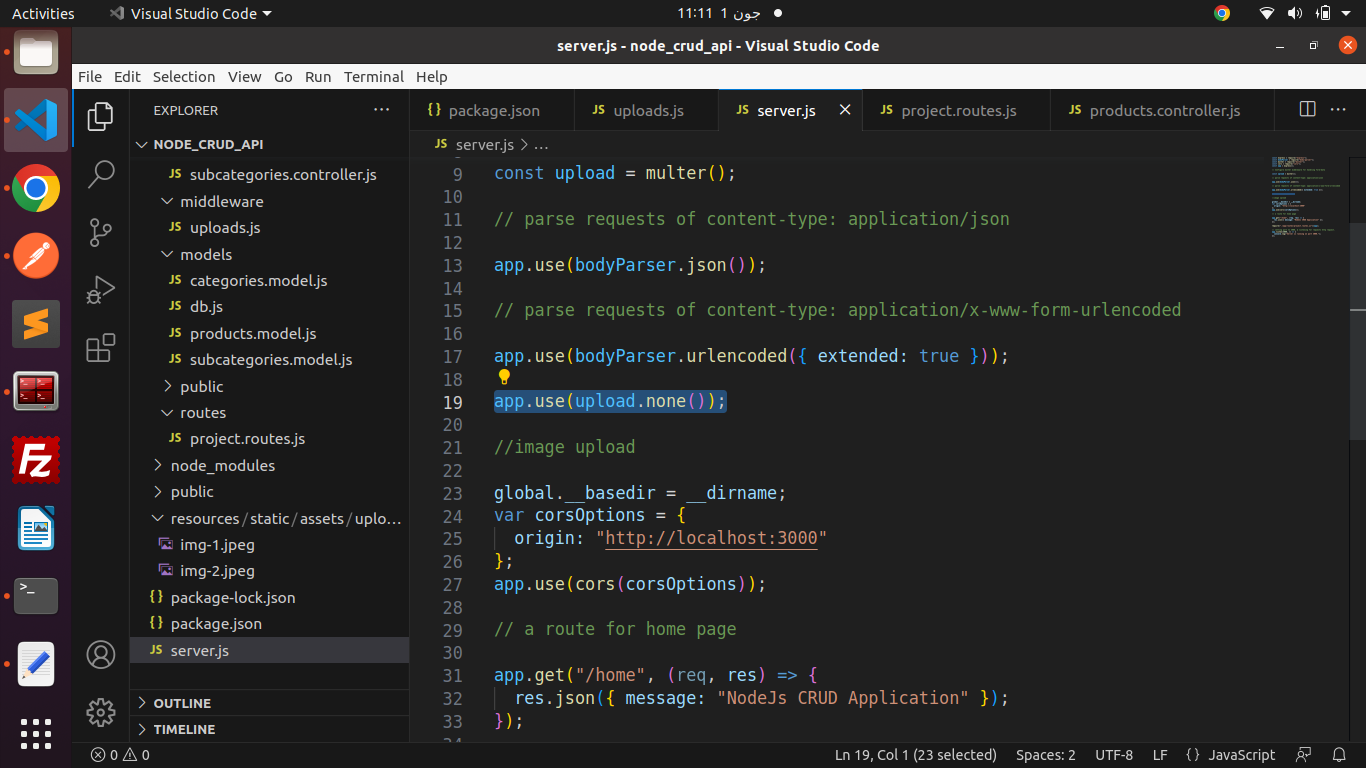 Activities
Visual Studio Code
11:11 1 جون
server.js - node_crud_api - Visual Studio Code
File Edit Selection View Go Run Terminal Help
EXPLORER
NODE_CRUD_API
JS subcategories.controller.js
middleware
JS uploads.js
models
JS categories.model.js
JS db.js
JS products.model.js
JS subcategories.model.js
public
routes
JS project.routes.js
node_modules
public
resources/static/assets/uplo...
img-1.jpeg
img-2.jpeg
{} package-lock.json
{} package.json
JS server.js
OUTLINE
TIMELINE
{} package.json
JS uploads.js
JS server.js
JS project.routes.js
JS products.controller.js
JS server.js > ...
9 const upload = multer();
10
11 // parse requests of content-type: application/json
12
13 app.use(bodyParser.json());
14
15 // parse requests of content-type: application/x-www-form-urlencoded
16
17 app.use(bodyParser.urlencoded({ extended: true }));
18
19 app.use(upload.none());
20
21 //image upload
22
23 global.__basedir = __dirname;
24 var corsOptions = {
25 origin: "http://localhost:3000"
26 };
27 app.use(cors(corsOptions));
28
29 // a route for home page
30
31 app.get("/home", (req, res) => {
32 res.json({ message: "NodeJs CRUD Application" });
33 });
0 0
Ln 19, Col 1 (23 selected) Spaces: 2 UTF-8 LF {} JavaScript